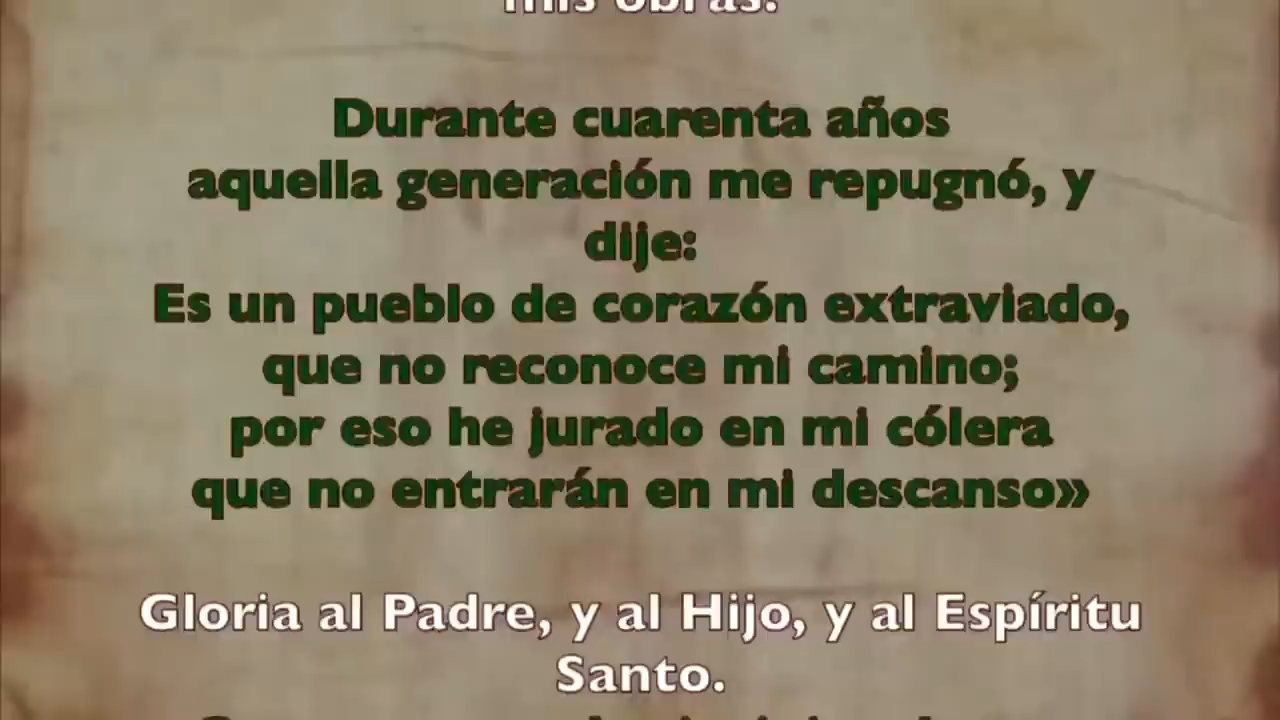 mis obras.
Durante cuarenta años
aquella generación me repugnó, y
dije:
Es un pueblo de corazón extraviado,
que no reconoce mi camino;
por eso he jurado en mi cólera
que no entrarán en mi descanso»
Gloria al Padre, y al Hijo, y al Espíritu
Santo.